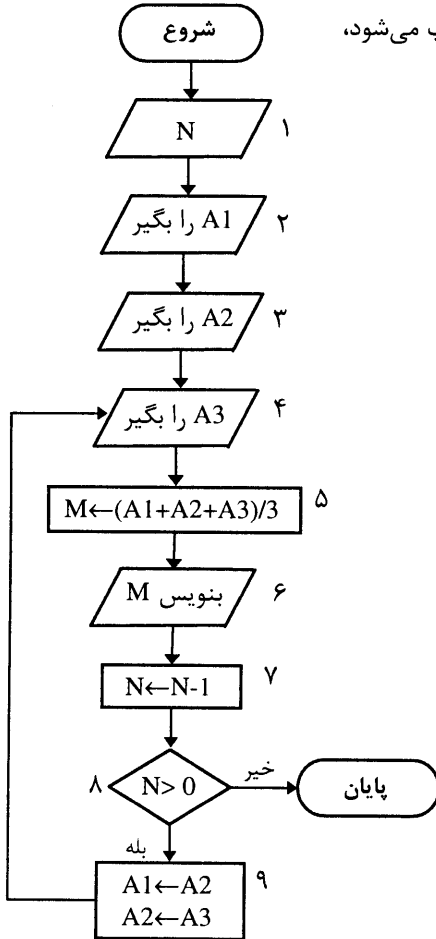 شروع
ب می‌شود،
N
۱
A1 را بگیر
۲
A2 را بگیر
۳
A3 را بگیر
۴
M←(A1+A2+A3)/3
۵
بنویس M
۶
N←N-1
۷
N> 0
۸
خیر
پایان
بله
A1←A2
A2←A3
۹